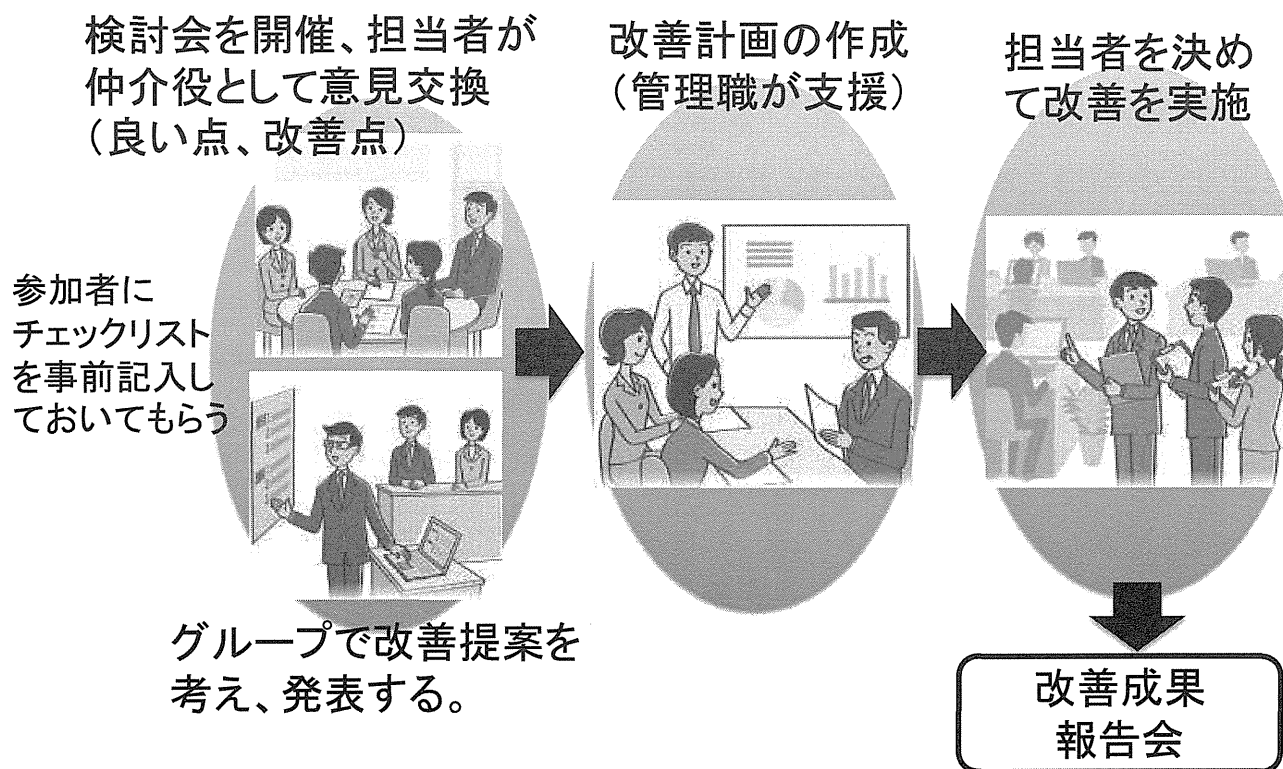 検討会を開催、担当者が
仲介役として意見交換
（良い点、改善点）
参加者に
チェックリスト
を事前記入し
ておいてもらう
グループで改善提案を
考え、発表する。
改善計画の作成
（管理職が支援）
担当者を決め
て改善を実施
改善成果
報告会